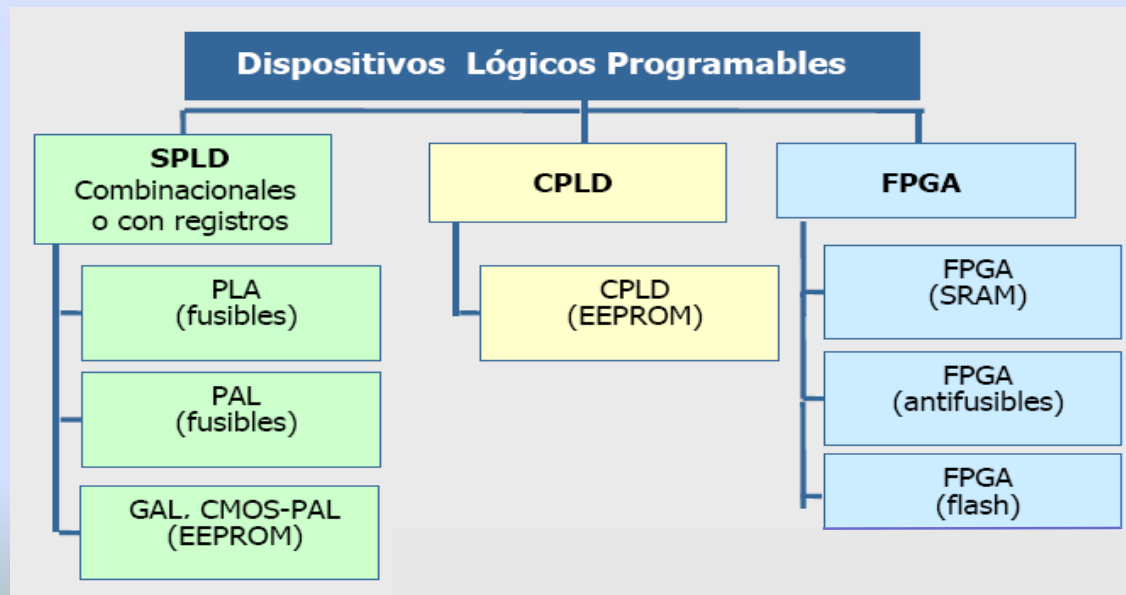 Dispositivos Lógicos Programables
SPLD
Combinacionales
o con registros
PLA
(fusibles)
PAL
(fusibles)
GAL, CMOS-PAL
(EEPROM)
CPLD
CPLD
(EEPROM)
FPGA
FPGA
(SRAM)
FPGA
(antifusibles)
FPGA
(flash)